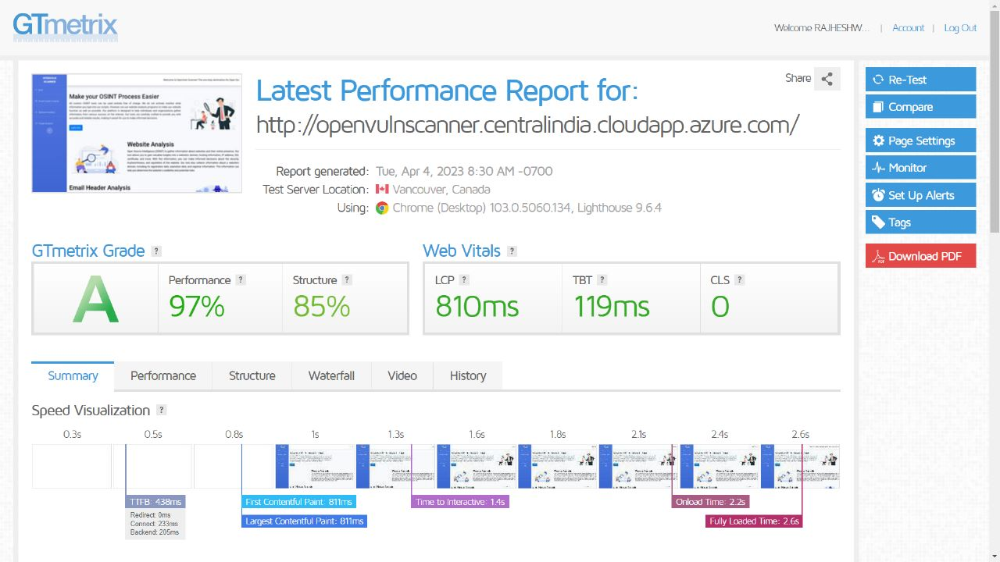 GTmetrix
Welcome RAJHESHW... | Account | Log Out
Make your OSINT Process Easier
Website Analysis
Email Header Analysis
Latest Performance Report for:
http://openvulnscanner.centralindia.cloudapp.azure.com/
Share
Report generated: Tue, Apr 4, 2023 8:30 AM -0700
Test Server Location: Vancouver, Canada
Using: Chrome (Desktop) 103.0.5060.134, Lighthouse 9.6.4
Re-Test
Compare
Page Settings
Monitor
Set Up Alerts
Tags
Download PDF
GTmetrix Grade ?
A
Performance ?
97%
Structure ?
85%
Web Vitals ?
LCP ?
810ms
TBT ?
119ms
CLS ?
0
Summary Performance Structure Waterfall Video History
Speed Visualization ?
0.3s 0.5s 0.8s 1s 1.3s 1.6s 1.8s 2.1s 2.4s 2.6s
TTFB: 438ms
Redirect: 0ms
Connect: 233ms
Backend: 205ms
First Contentful Paint: 811ms
Largest Contentful Paint: 811ms
Time to Interactive: 1.4s
Onload Time: 2.2s
Fully Loaded Time: 2.6s